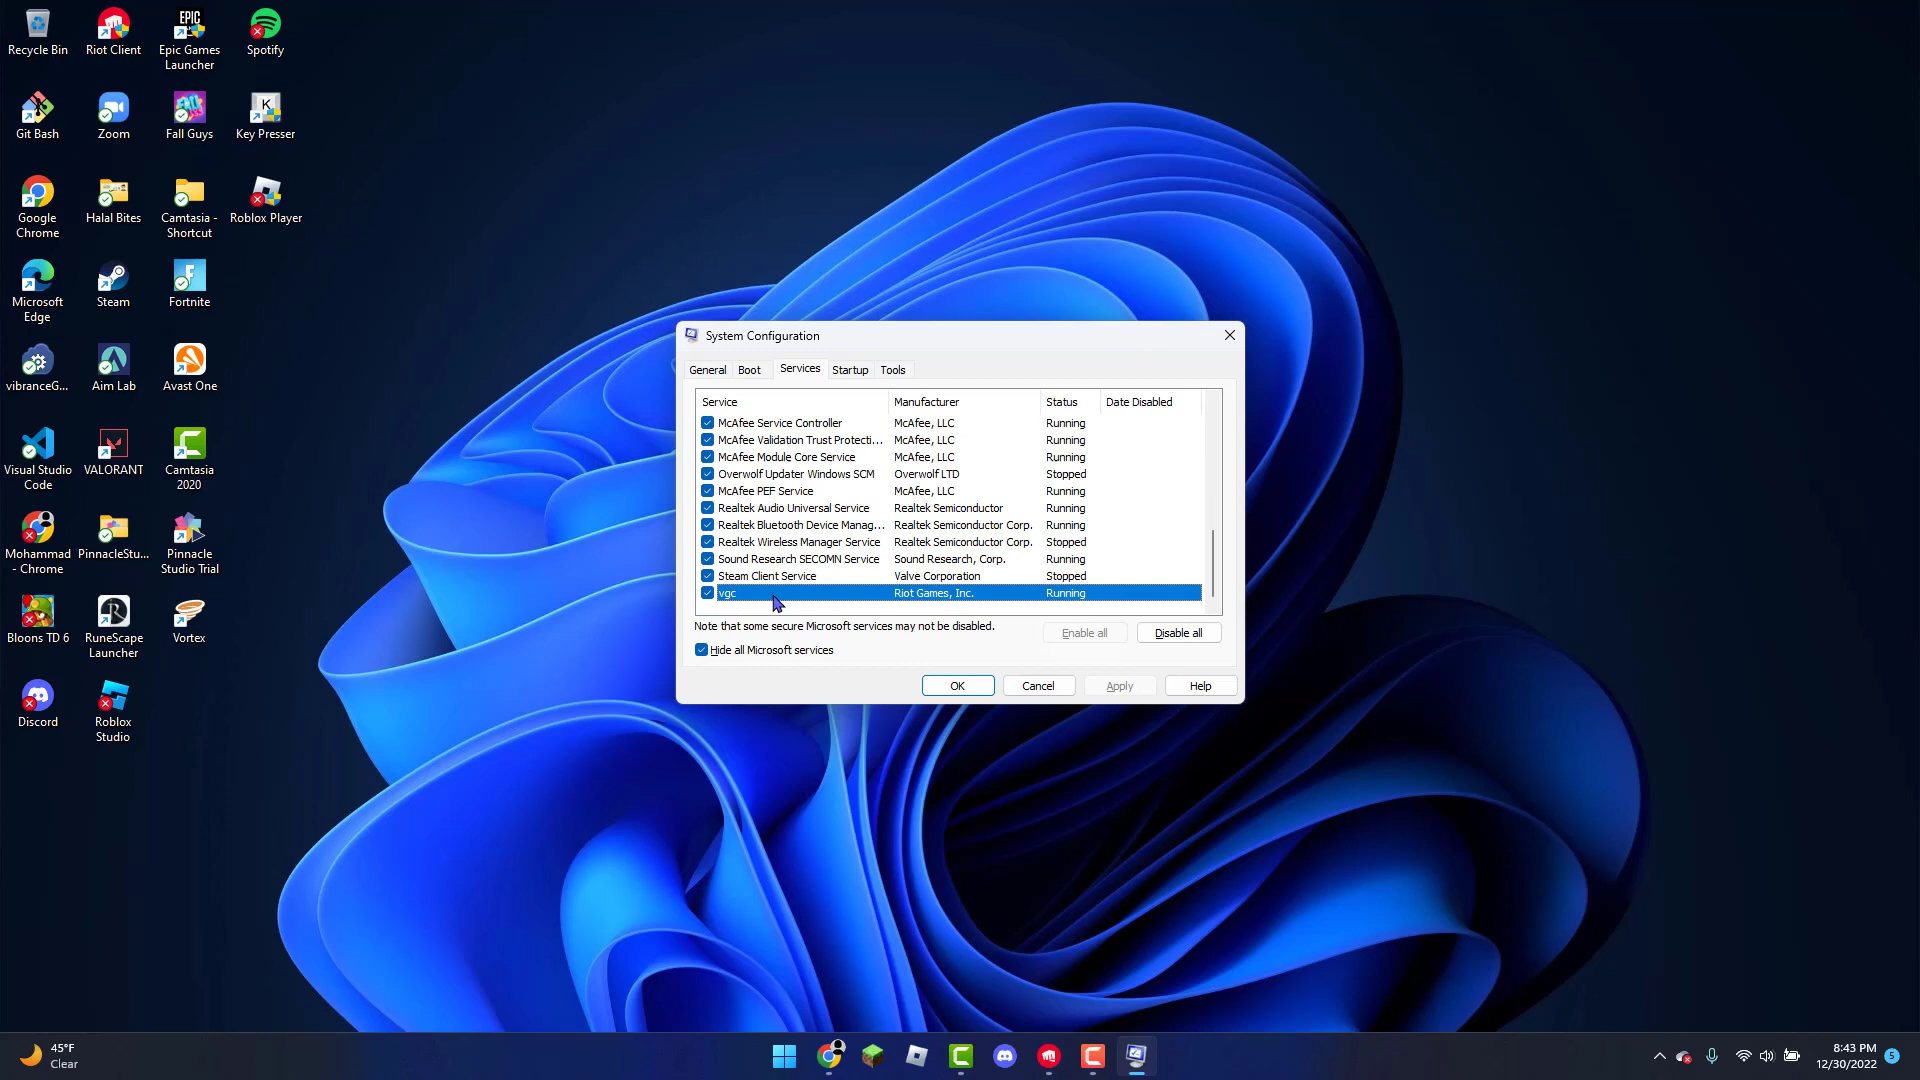 Recycle Bin
Riot Client
EPIC
GAMES
Epic Games
Launcher
Spotify
Git Bash
Zoom
Fall Guys
K
Key Presser
Google
Chrome
Halal Bites
Camtasia -
Shortcut
Roblox Player
Microsoft
Edge
Steam
F
Fortnite
vibranceG...
Aim Lab
Avast One
Visual Studio
Code
VALORANT
C
Camtasia
2020
Mohammad
- Chrome
PinnacleStu...
Pinnacle
Studio Trial
Bloons TD 6
R
RuneScape
Launcher
Vortex
Discord
Roblox
Studio
System Configuration
General Boot Services Startup Tools
Service Manufacturer Status Date Disabled
McAfee Service Controller McAfee, LLC Running
McAfee Validation Trust Protecti... McAfee, LLC Running
McAfee Module Core Service McAfee, LLC Running
Overwolf Updater Windows SCM Overwolf LTD Stopped
McAfee PEF Service McAfee, LLC Running
Realtek Audio Universal Service Realtek Semiconductor Running
Realtek Bluetooth Device Manag... Realtek Semiconductor Corp. Running
Realtek Wireless Manager Service Realtek Semiconductor Corp. Stopped
Sound Research SECOMN Service Sound Research, Corp. Running
Steam Client Service Valve Corporation Stopped
vgc Riot Games, Inc. Running
Note that some secure Microsoft services may not be disabled.
Enable all Disable all
Hide all Microsoft services
OK Cancel Apply Help
45°F
Clear
8:43 PM
12/30/2022
5